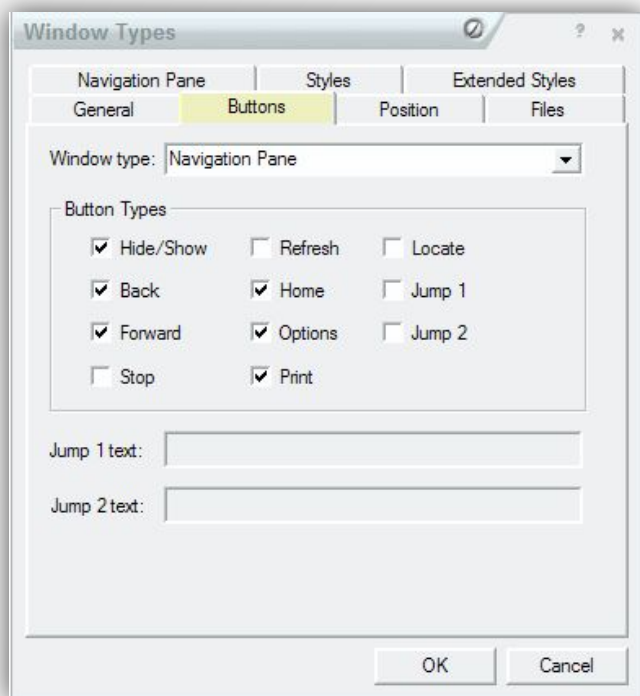 Window Types
Navigation Pane Styles Extended Styles
General Buttons Position Files
Window type: Navigation Pane
Button Types
Hide/Show Refresh Locate
Back Home Jump 1
Forward Options Jump 2
Stop Print
Jump 1 text:
Jump 2 text:
OK Cancel